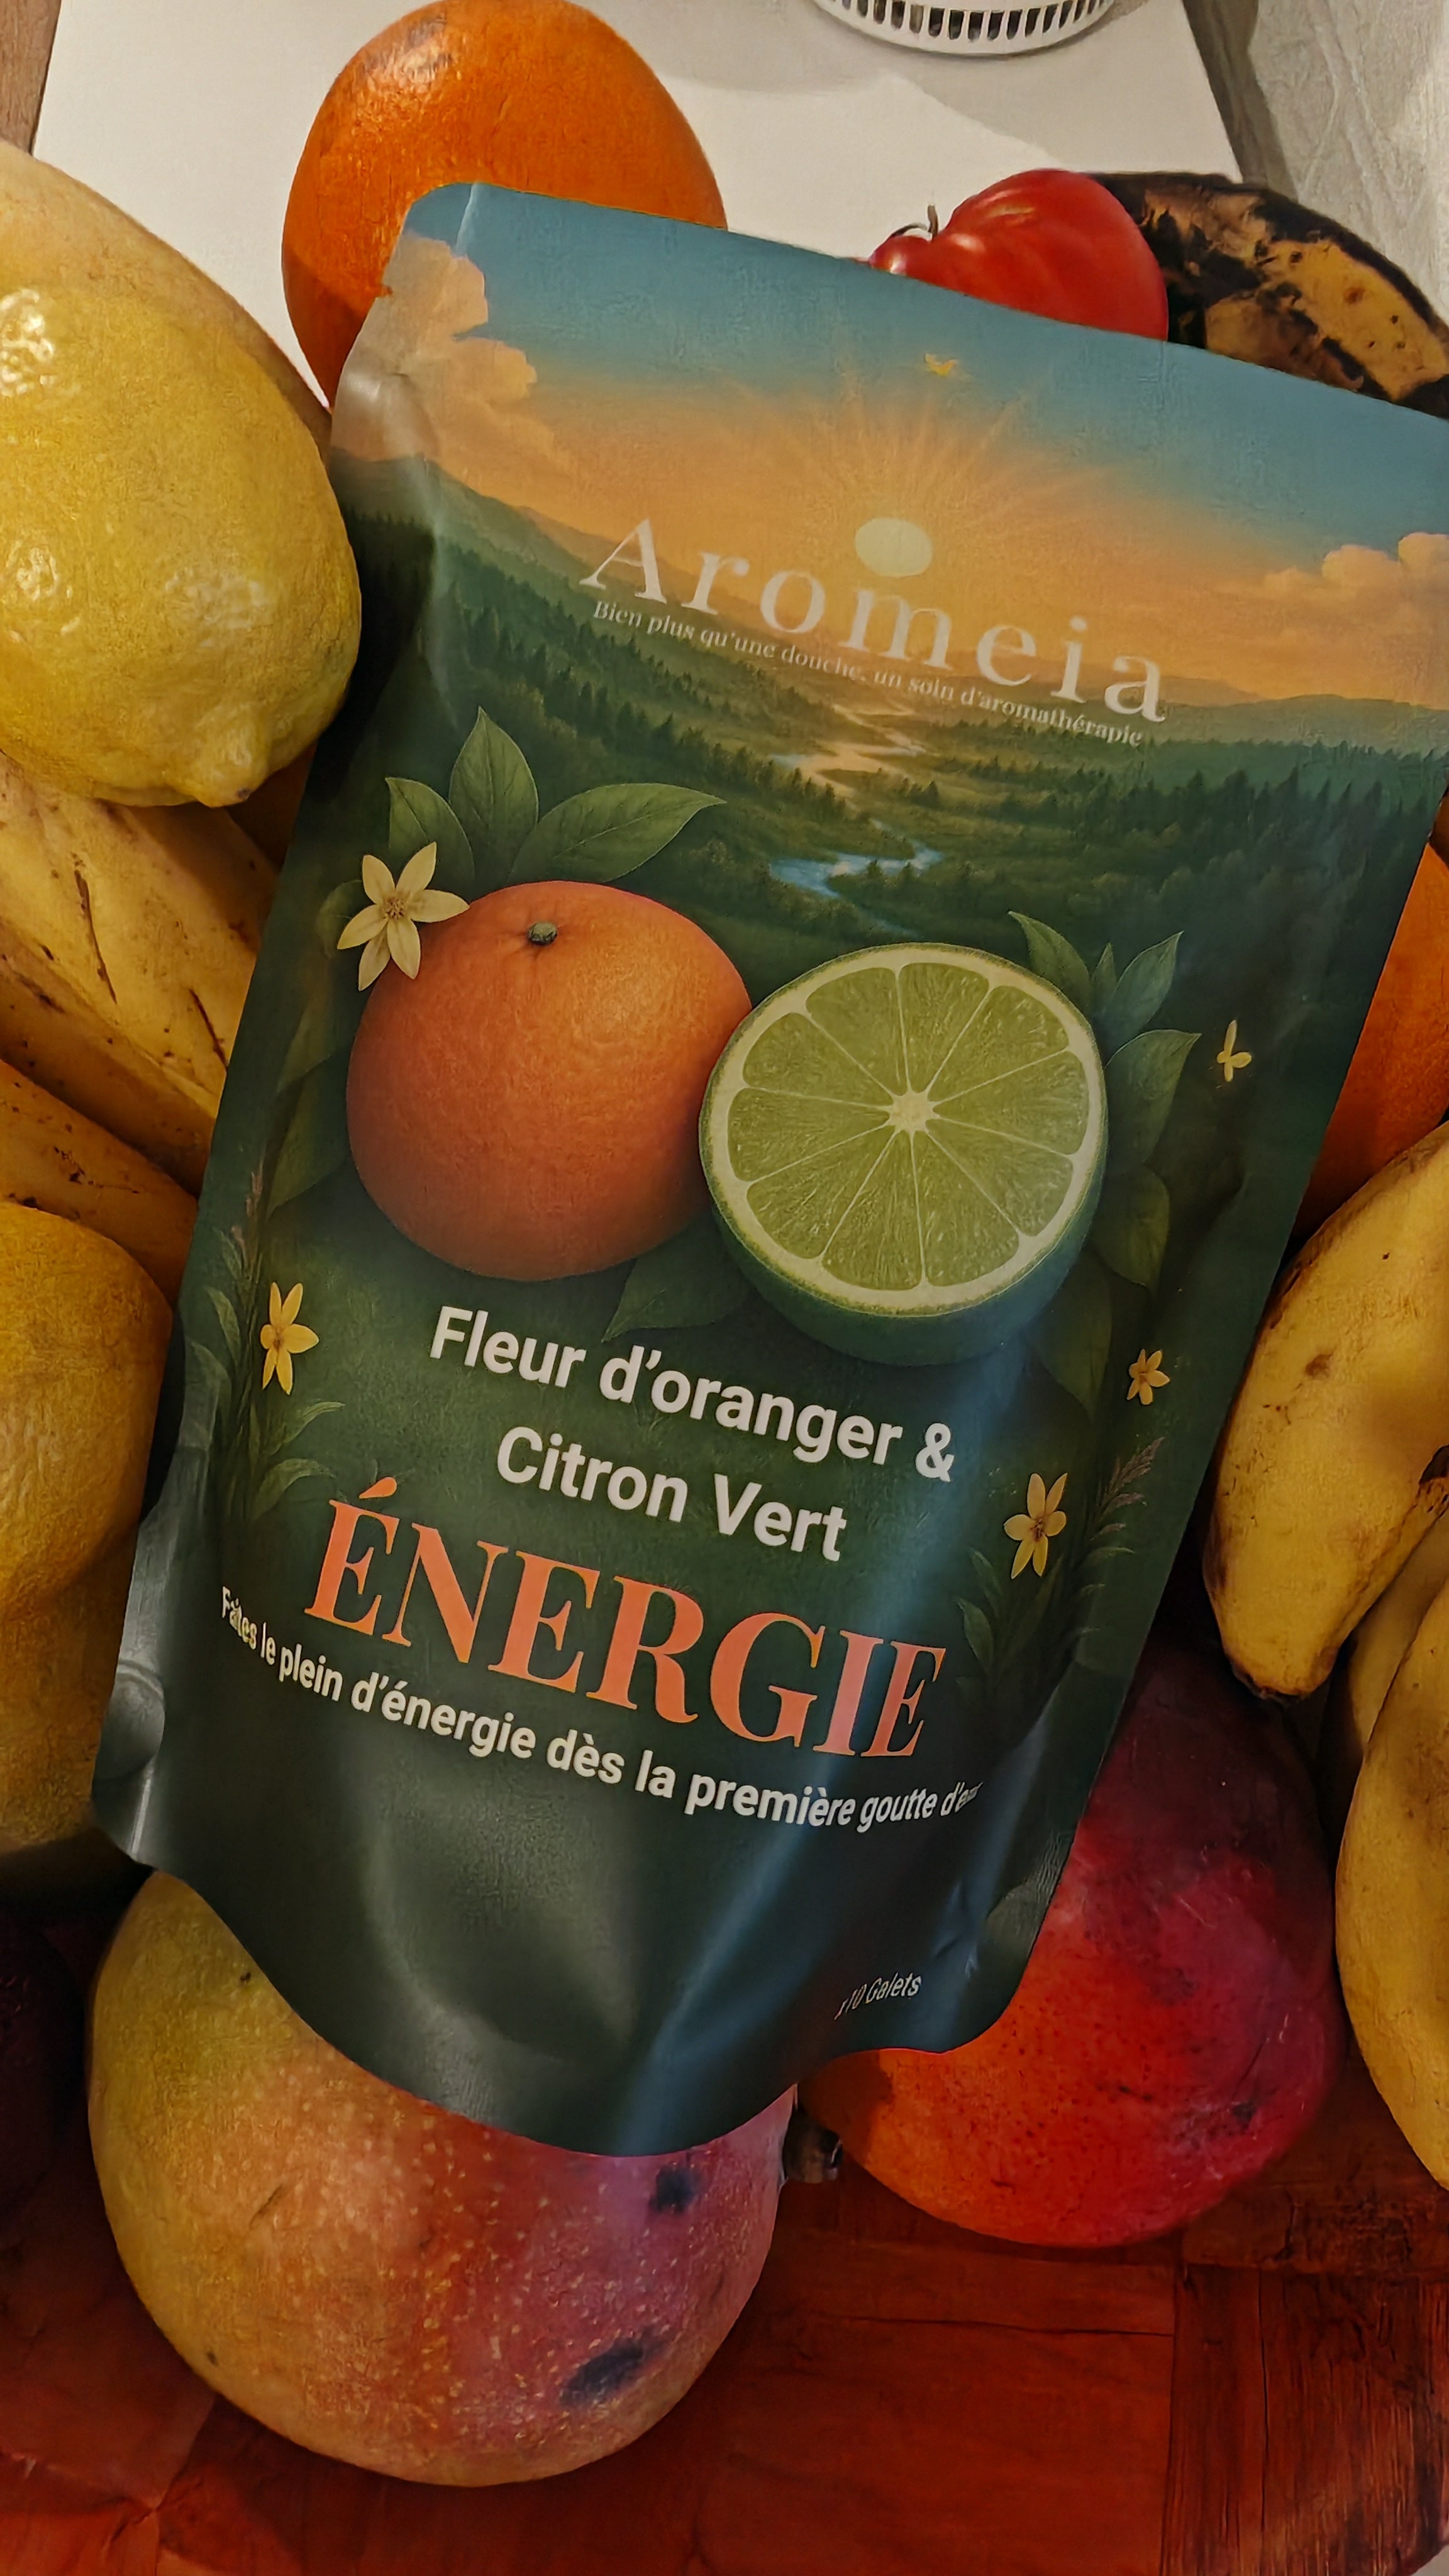 Aromeia
Bien plus qu'une douche, un soin d'aromathérapie
Fleur d'oranger &
Citron Vert
ÉNERGIE
Faites le plein d'énergie dès la première goutte
x10 Galets